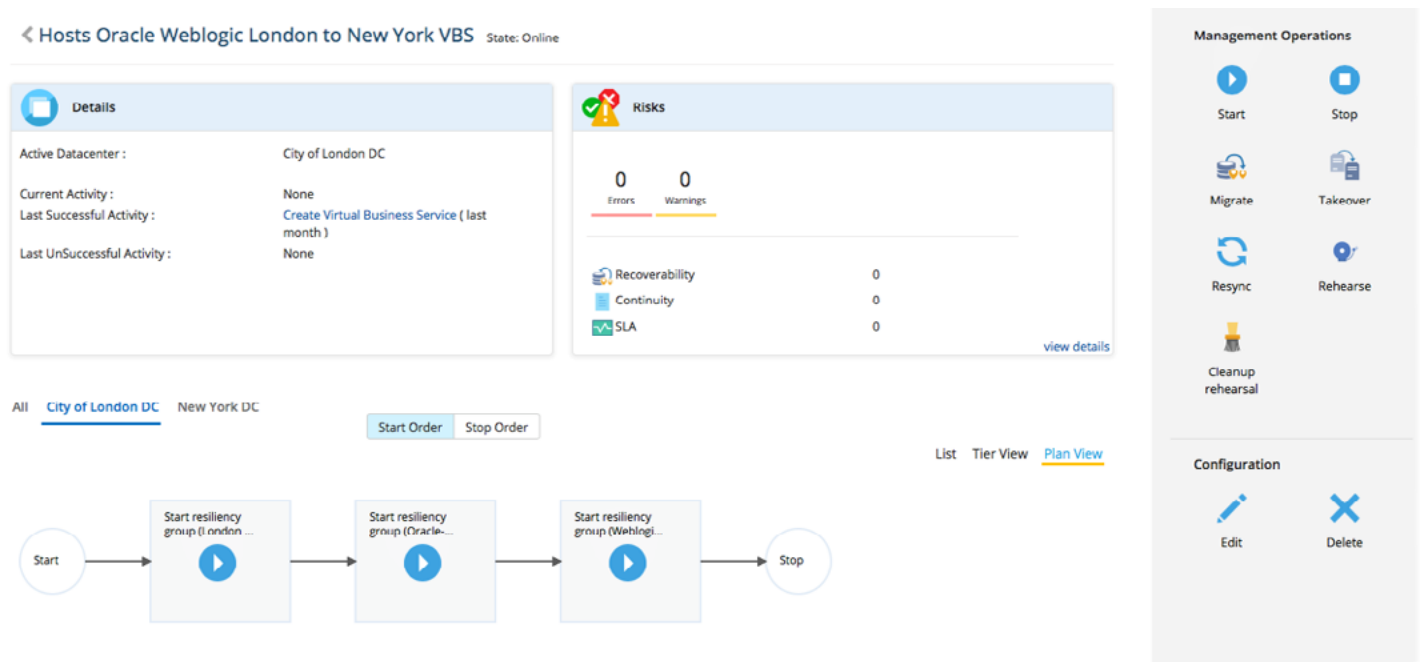 Hosts Oracle Weblogic London to New York VBS State: Online
Details
Active Datacenter : City of London DC
Current Activity : None
Last Successful Activity : Create Virtual Business Service ( last
month )
Last UnSuccessful Activity : None
Risks
0 0
Errors Warnings
Recoverability 0
Continuity 0
SLA 0
view details
All City of London DC New York DC
Start Order Stop Order
List Tier View Plan View
Start
Start resiliency
group (London ...
Start resiliency
group (Oracle-...
Start resiliency
group (Weblogi...
Stop
Management Operations
Start Stop
Migrate Takeover
Resync Rehearse
Cleanup
rehearsal
Configuration
Edit Delete